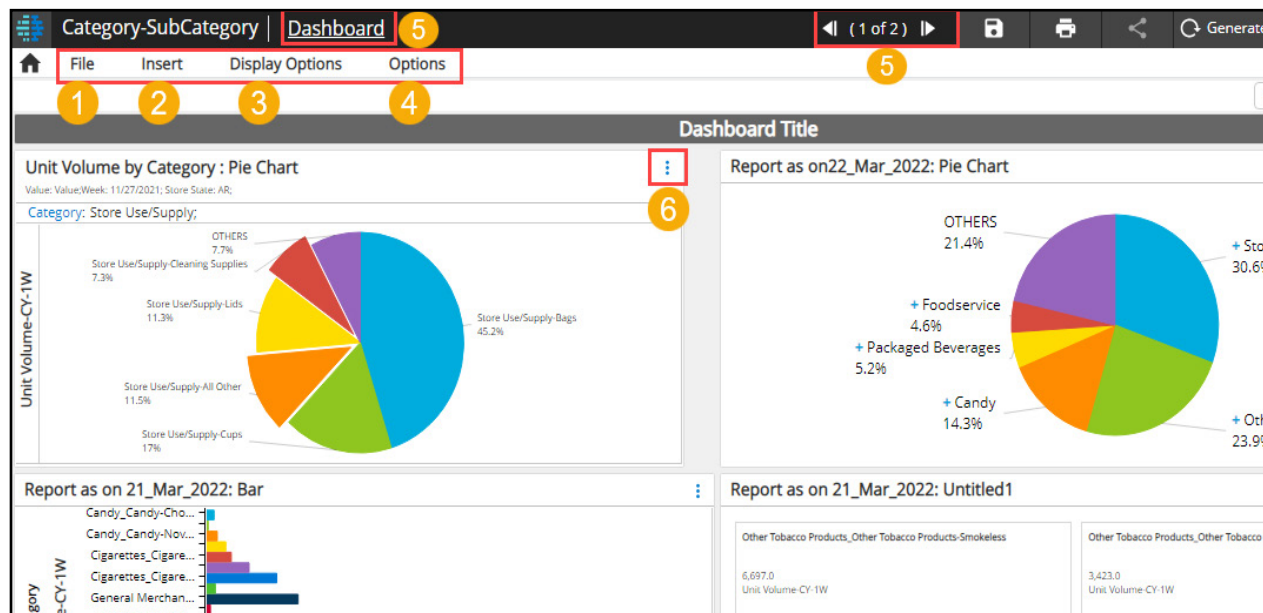 Category-SubCategory | Dashboard 5 ( 1 of 2 ) Generate
File Insert Display Options Options 5
1 2 3 4
Dashboard Title
Unit Volume by Category : Pie Chart
Value: Value;Week: 11/27/2021; Store State: AR;
6
Category: Store Use/Supply;
Unit Volume-CY-1W
OTHERS
7.7%
Store Use/Supply-Cleaning Supplies
7.3%
Store Use/Supply-Lids
11.3%
Store Use/Supply-Bags
45.2%
Store Use/Supply-All Other
11.5%
Store Use/Supply-Cups
17%
Report as on22_Mar_2022: Pie Chart
OTHERS
21.4%
+ Sto
30.6%
+ Foodservice
4.6%
+ Packaged Beverages
5.2%
+ Candy
14.3%
+ Oth
23.9%
Report as on 21_Mar_2022: Bar
Candy_Candy-Cho...
Candy_Candy-Nov...
Cigarettes_Cigare...
Cigarettes_Cigare...
General Merchan...
gory
e-CY-1W
Report as on 21_Mar_2022: Untitled1
Other Tobacco Products_Other Tobacco Products-Smokeless
6,697.0
Unit Volume-CY-1W
Other Tobacco Products_Other Tobacco
3,423.0
Unit Volume-CY-1W